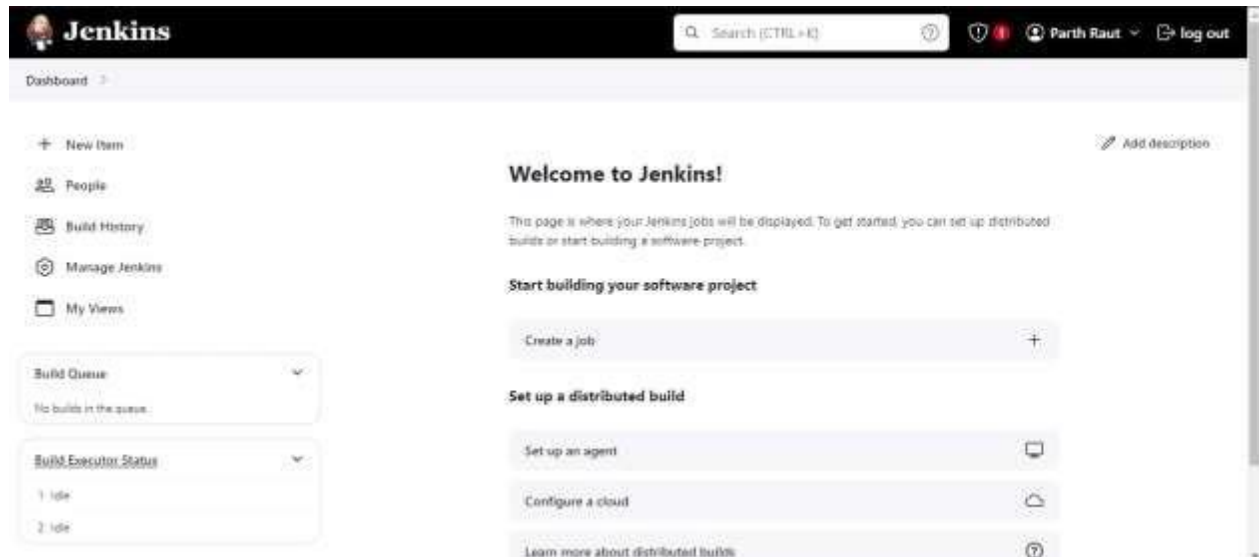 Jenkins
Search (CTRL+K)
1
Parth Raut
log out
Dashboard
New Item
People
Build History
Manage Jenkins
My Views
Build Queue
No builds in the queue.
Build Executor Status
1 Idle
2 Idle
Add description
Welcome to Jenkins!
This page is where your Jenkins jobs will be displayed. To get started, you can set up distributed
builds or start building a software project.
Start building your software project
Create a job
Set up a distributed build
Set up an agent
Configure a cloud
Learn more about distributed builds